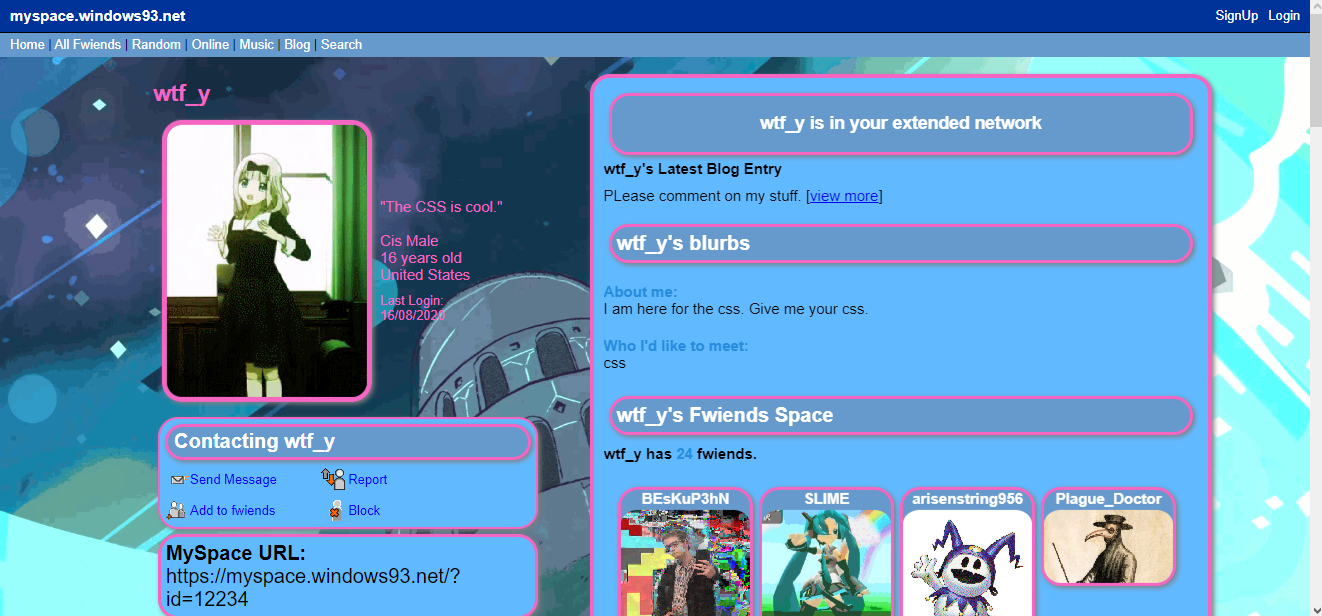 myspace.windows93.net
SignUp Login
Home | All Fwiends | Random | Online | Music | Blog | Search
wtf_y
"The CSS is cool."
Cis Male
16 years old
United States
Last Login:
16/08/2020
Contacting wtf_y
Send Message Report
Add to fwiends Block
MySpace URL:
https://myspace.windows93.net/?
id=12234
wtf_y is in your extended network
wtf_y's Latest Blog Entry
PLease comment on my stuff. [view more]
wtf_y's blurbs
About me:
I am here for the css. Give me your css.
Who I'd like to meet:
css
wtf_y's Fwiends Space
wtf_y has 24 fwiends.
BEsKuP3hN SLIME arisenstring956 Plague_Doctor